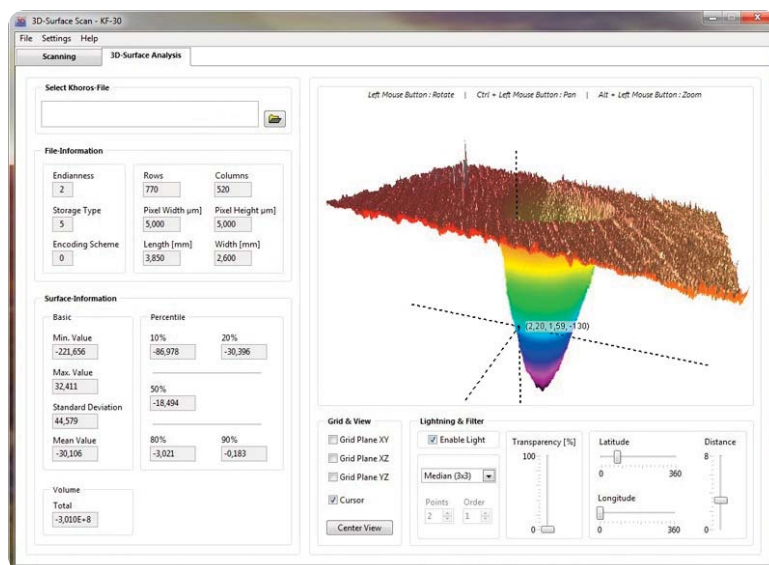 3D-Surface Scan - KF-30
File Settings Help
Scanning 3D-Surface Analysis
Select Khoros-File
Left Mouse Button : Rotate | Ctrl + Left Mouse Button : Pan | Alt + Left Mouse Button : Zoom
File-Information
Endianness Rows Columns
2 770 520
Storage Type Pixel Width µm] Pixel Height µm]
5 5,000 5,000
Encoding Scheme Length [mm] Width [mm]
0 3,850 2,600
(2,20, 1,59, -130)
Surface-Information
Basic Percentile
Min. Value 10% 20%
-221,656 -86,978 -30,396
Max. Value
32,411 50%
Standard Deviation -18,494
44,579
Mean Value 80% 90%
-30,106 -3,021 -0,183
Volume
Total
-3,010E+8
Grid & View Lightning & Filter
Grid Plane XY Enable Light Transparency [%] Latitude Distance
Grid Plane XZ 100 8
Grid Plane YZ Median (3x3) 0 360
Cursor Points Order Longitude
2 1
Center View 0 0 360 0